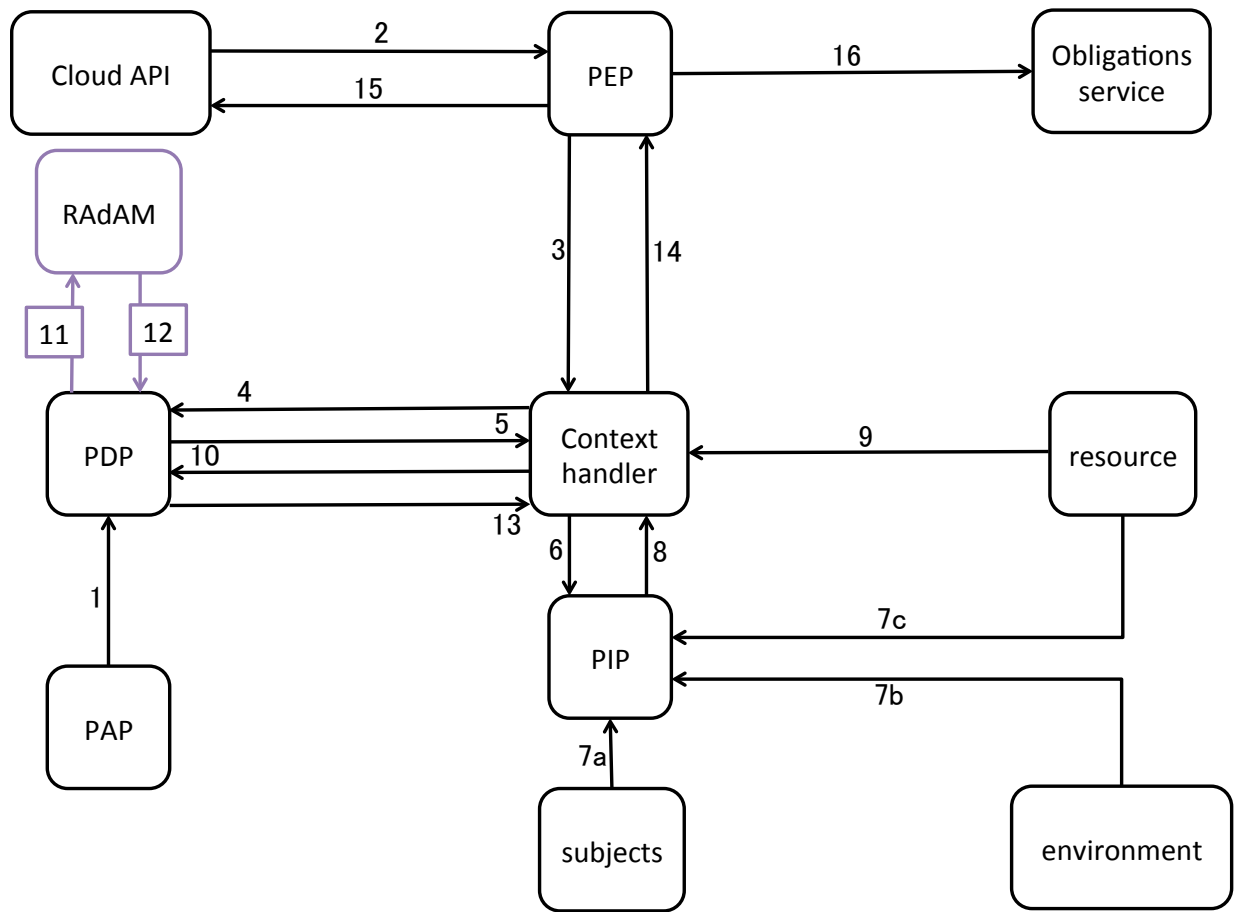 Cloud API
2
PEP
16
Obligations
service
15
RAdAM
3
14
11
12
4
5
PDP
10
Context
handler
9
resource
13
6
8
1
7c
PIP
7b
PAP
7a
subjects
environment